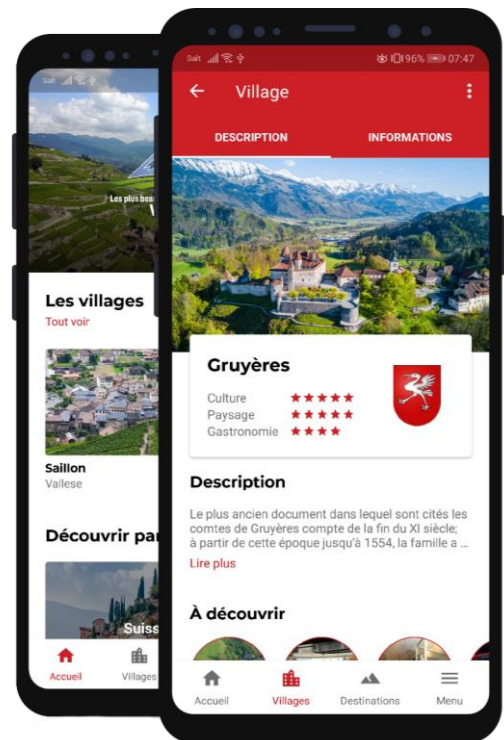 Salt
Les plus bea
Les villages
Tout voir
Saillon
Vallese
Découvrir pa
Suiss
Accueil
Villages
Salt
96%
07:47
Village
DESCRIPTION
INFORMATIONS
Gruyères
Culture
Paysage
Gastronomie
Description
Le plus ancien document dans lequel sont cités les
comtes de Gruyères compte de la fin du XI siècle;
à partir de cette époque jusqu'à 1554, la famille a ...
Lire plus
À découvrir
Accueil
Villages
Destinations
Menu